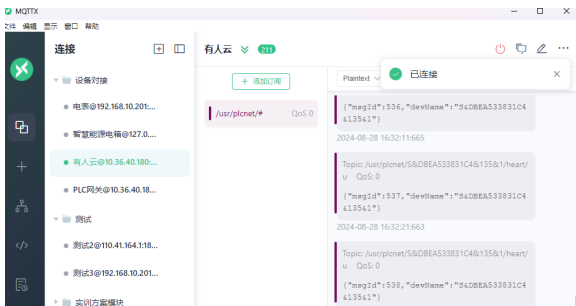 MQTTX
文件 编辑 显示 窗口 帮助
连接
有人云 211
设备对接
+ 添加订阅
Plaintext
已连接
电表@192.168.10.201:...
/usr/plcnet/# QoS 0
{"msgId":536,"devName":"S&DBEA533831C4
&135&1"}
智慧能源电箱@127.0....
2024-08-28 16:32:11:665
有人云@10.36.40.180:...
Topic: /usr/plcnet/S&DBEA533831C4&135&1/heart/
u QoS: 0
PLC网关@10.36.40.18...
{"msgId":537,"devName":"S&DBEA533831C4
&135&1"}
测试
2024-08-28 16:32:21:663
测试2@110.41.164.1:18...
Topic: /usr/plcnet/S&DBEA533831C4&135&1/heart/
u QoS: 0
测试3@192.168.10.201...
{"msgId":538,"devName":"S&DBEA533831C4
&135&1"}
实训方案模块